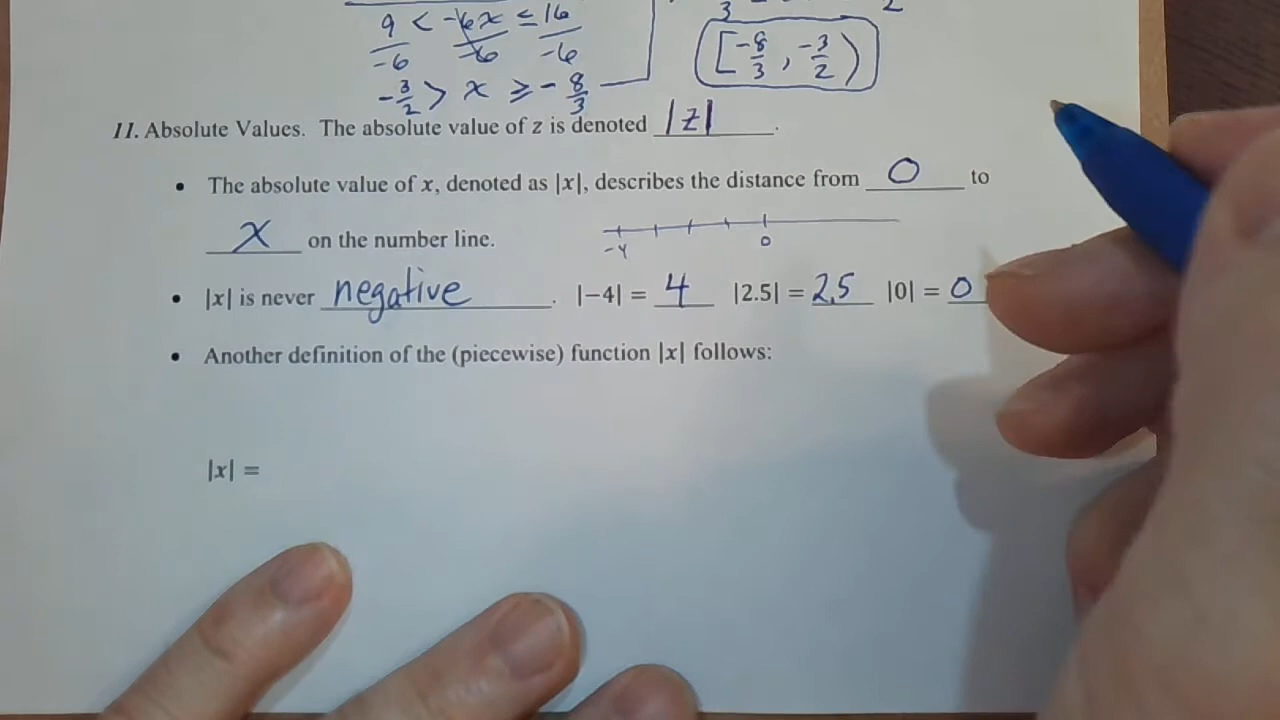 3 2
9 < -6x ≤ 16
-6 -6 -6
-3/2 > x ≥ -8/3
[-8/3, -3/2)
11. Absolute Values. The absolute value of z is denoted |z|.
• The absolute value of x, denoted as |x|, describes the distance from 0 to
x on the number line.
-4 0
• |x| is never negative. |−4| = 4 |2.5| = 2.5 |0| = 0
• Another definition of the (piecewise) function |x| follows:
|x| =